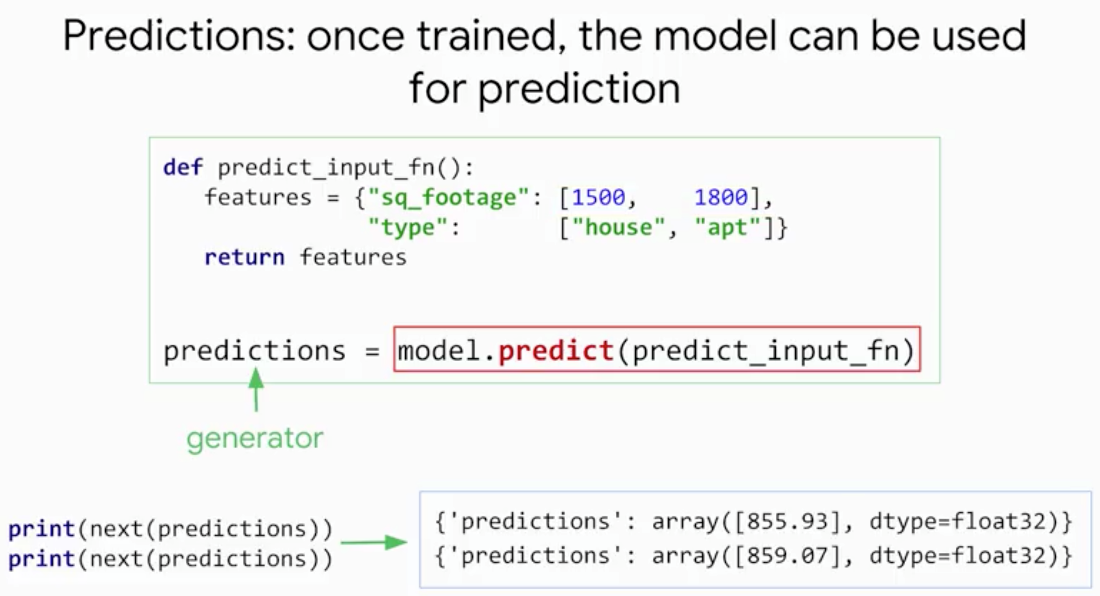 Predictions: once trained, the model can be used
for prediction
def predict_input_fn():
features = {"sq_footage": [1500, 1800],
"type": ["house", "apt"]}
return features
predictions = model.predict(predict_input_fn)
generator
print(next(predictions))
print(next(predictions))
{'predictions': array([855.93], dtype=float32)}
{'predictions': array([859.07], dtype=float32)}